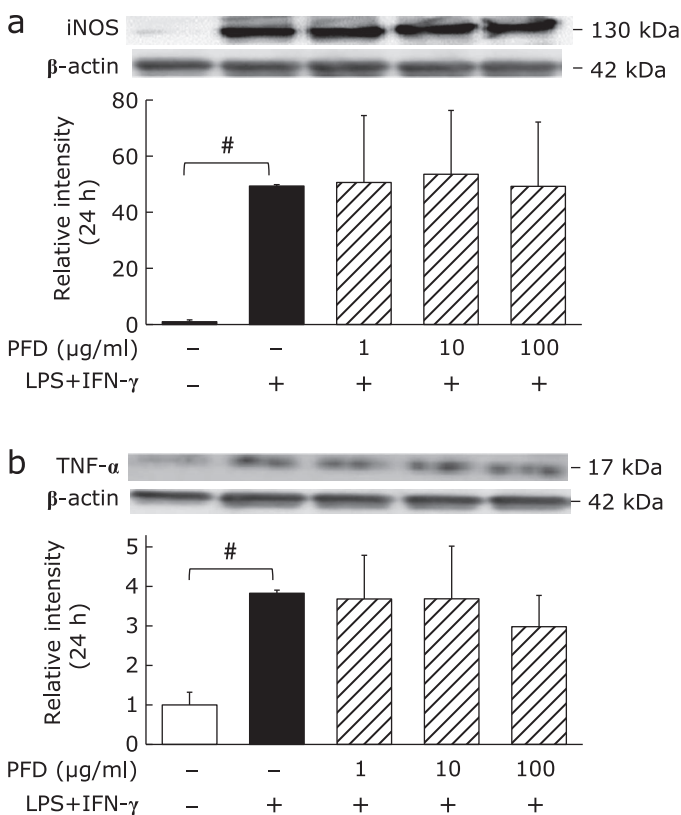 a
iNOS
- 130 kDa
β-actin
- 42 kDa
Relative intensity
(24 h)
80
60
40
20
0
#
PFD (µg/ml) – – 1 10 100
LPS+IFN-γ – + + + +
b
TNF-α
- 17 kDa
β-actin
- 42 kDa
Relative intensity
(24 h)
5
4
3
2
1
0
#
PFD (µg/ml) – – 1 10 100
LPS+IFN-γ – + + + +